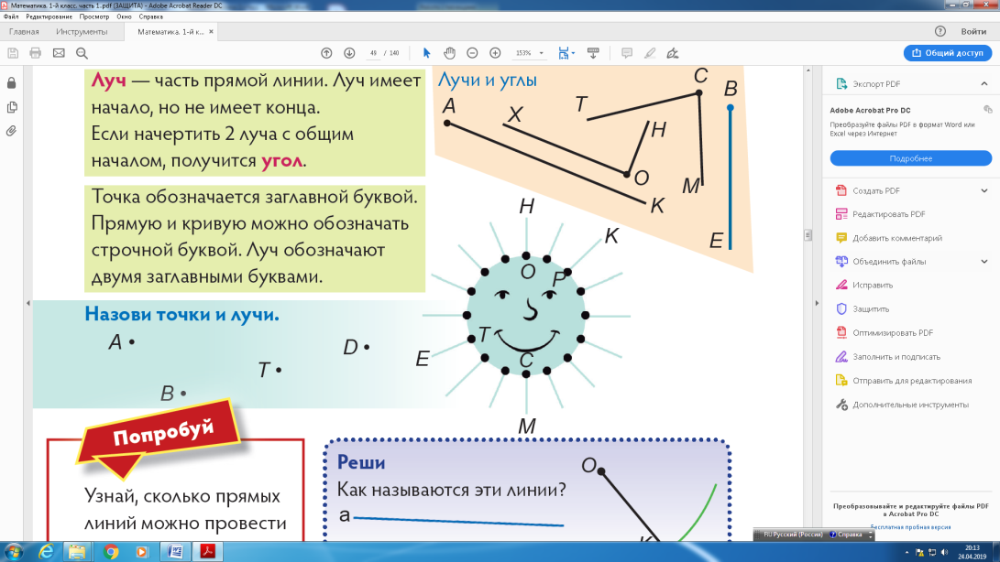 Математика. 1-й класс. часть 1..pdf (ЗАЩИТА) - Adobe Acrobat Reader DC
Файл Редактирование Просмотр Окно Справка
Главная Инструменты Математика. 1-й к... × Войти
49 / 140 153% Общий доступ
Луч — часть прямой линии. Луч имеет
начало, но не имеет конца.
Если начертить 2 луча с общим
началом, получится угол.
Точка обозначается заглавной буквой.
Прямую и кривую можно обозначать
строчной буквой. Луч обозначают
двумя заглавными буквами.
Лучи и углы
A X T C B
H
O M
K
E
Назови точки и лучи.
A
D
T
B
H
K
O P
T
E C
M
Попробуй
Узнай, сколько прямых
линий можно провести
Реши
Как называются эти линии?
a
O
K
Экспорт PDF
Adobe Acrobat Pro DC
Преобразуйте файлы PDF в формат Word или
Excel через Интернет
Подробнее
Создать PDF
Редактировать PDF
Добавить комментарий
Объединить файлы
Исправить
Защитить
Оптимизировать PDF
Заполнить и подписать
Отправить для редактирования
Дополнительные инструменты
Преобразовывайте и редактируйте файлы PDF
в Acrobat Pro DC
Бесплатная пробная версия
RU Русский (Россия) Справка
20:13
24.04.2019